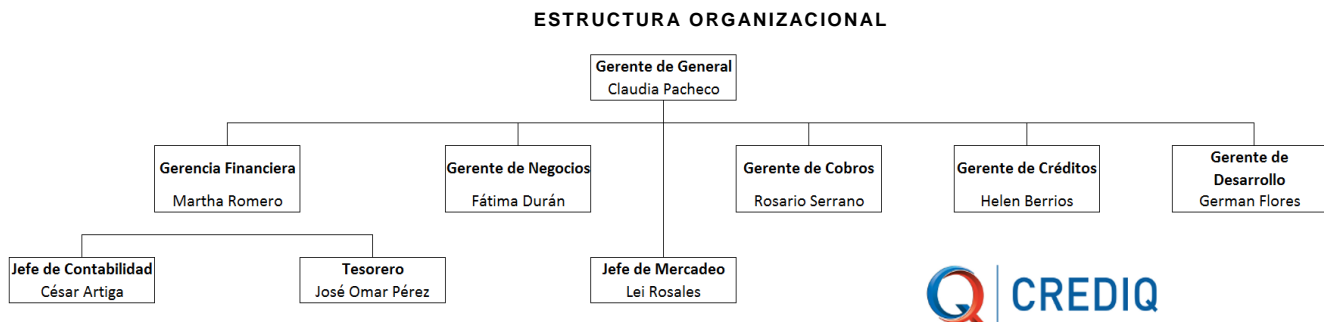 ESTRUCTURA ORGANIZACIONAL
Gerente de General
Claudia Pacheco
Gerencia Financiera
Martha Romero
Gerente de Negocios
Fátima Durán
Gerente de Cobros
Rosario Serrano
Gerente de Créditos
Helen Berrios
Gerente de
Desarrollo
German Flores
Jefe de Contabilidad
César Artiga
Tesorero
José Omar Pérez
Jefe de Mercadeo
Lei Rosales
CREDIQ